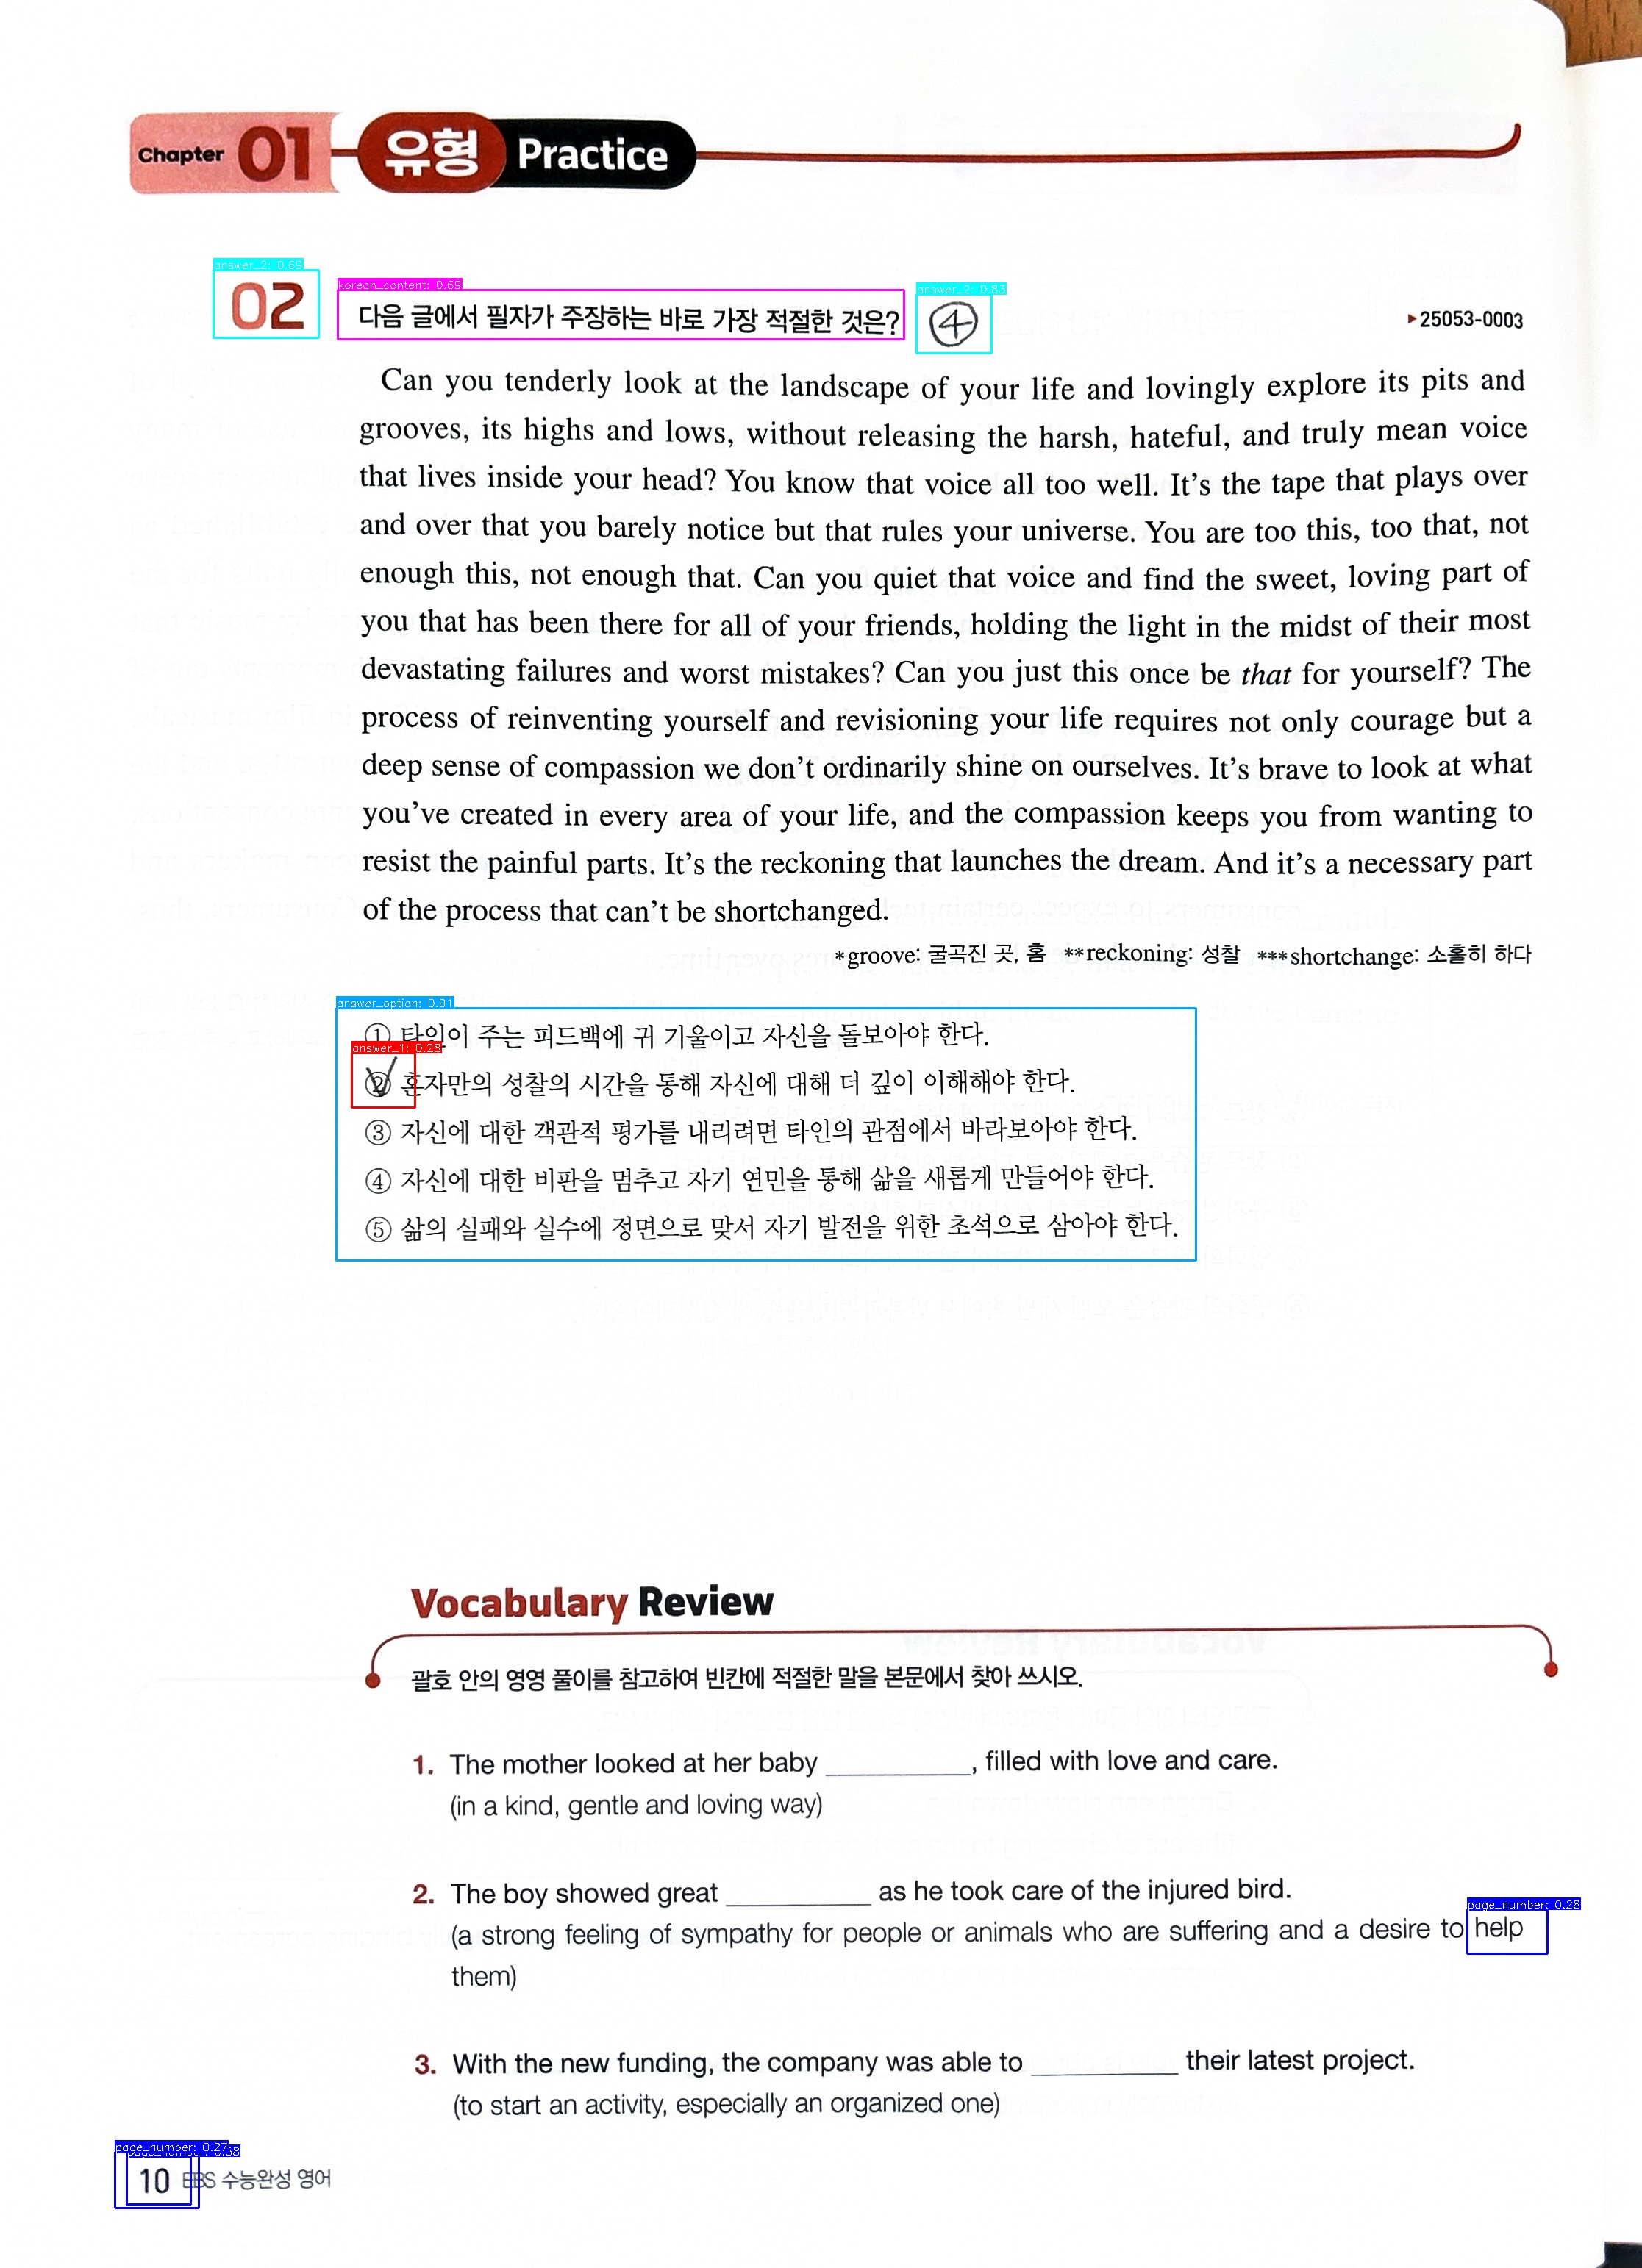 Chapter 01 유형 Practice
answer_2: 0.69
korean_content: 0.69
answer_2: 0.83
02 다음 글에서 필자가 주장하는 바로 가장 적절한 것은? ④ ▶25053-0003
Can you tenderly look at the landscape of your life and lovingly explore its pits and
grooves, its highs and lows, without releasing the harsh, hateful, and truly mean voice
that lives inside your head? You know that voice all too well. It's the tape that plays over
and over that you barely notice but that rules your universe. You are too this, too that, not
enough this, not enough that. Can you quiet that voice and find the sweet, loving part of
you that has been there for all of your friends, holding the light in the midst of their most
devastating failures and worst mistakes? Can you just this once be that for yourself? The
process of reinventing yourself and revisioning your life requires not only courage but a
deep sense of compassion we don't ordinarily shine on ourselves. It's brave to look at what
you've created in every area of your life, and the compassion keeps you from wanting to
resist the painful parts. It's the reckoning that launches the dream. And it's a necessary part
of the process that can't be shortchanged.
*groove: 굴곡진 곳, 홈 **reckoning: 성찰 ***shortchange: 소홀히 하다
answer_option: 0.91
① 타인이 주는 피드백에 귀 기울이고 자신을 돌보아야 한다.
answer_1: 0.28
② 혼자만의 성찰의 시간을 통해 자신에 대해 더 깊이 이해해야 한다.
③ 자신에 대한 객관적 평가를 내리려면 타인의 관점에서 바라보아야 한다.
④ 자신에 대한 비판을 멈추고 자기 연민을 통해 삶을 새롭게 만들어야 한다.
⑤ 삶의 실패와 실수에 정면으로 맞서 자기 발전을 위한 초석으로 삼아야 한다.
Vocabulary Review
괄호 안의 영영 풀이를 참고하여 빈칸에 적절한 말을 본문에서 찾아 쓰시오.
1. The mother looked at her baby __________, filled with love and care.
(in a kind, gentle and loving way)
2. The boy showed great __________ as he took care of the injured bird.
page_number: 0.28
(a strong feeling of sympathy for people or animals who are suffering and a desire to help
them)
3. With the new funding, the company was able to __________ their latest project.
(to start an activity, especially an organized one)
page_number: 0.27
10 EBS 수능완성 영어